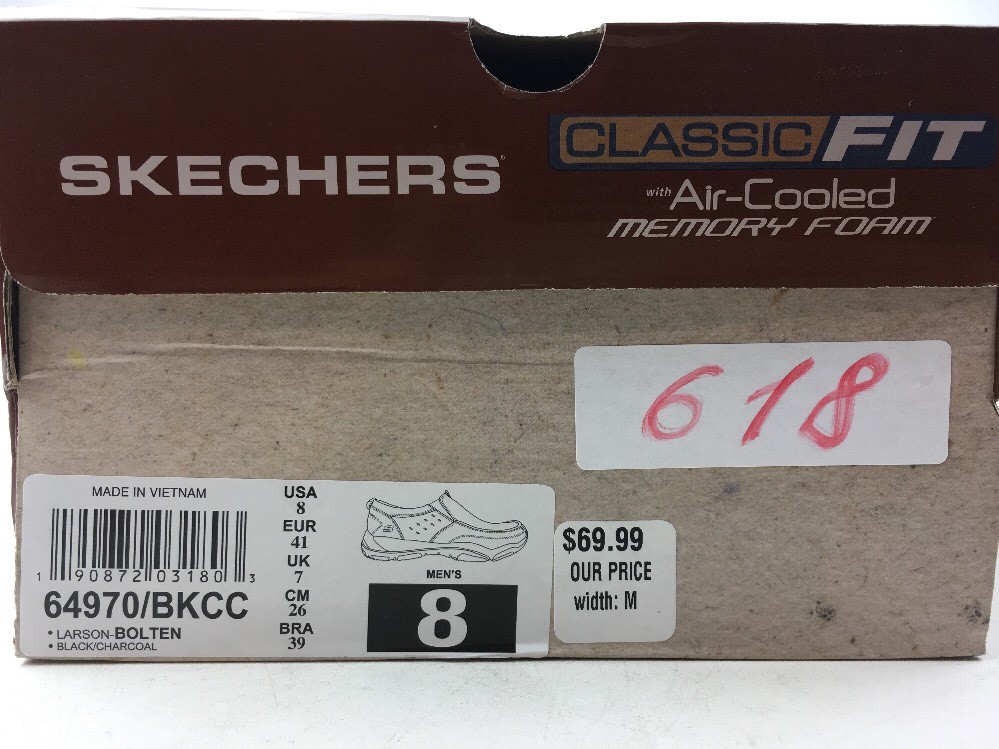 SKECHERS
CLASSIC FIT
with Air-Cooled
MEMORY FOAM
618
MADE IN VIETNAM
1 90872 03180 3
64970/BKCC
• LARSON-BOLTEN
• BLACK/CHARCOAL
USA
8
EUR
41
UK
7
CM
26
BRA
39
MEN'S
8
$69.99
OUR PRICE
width: M